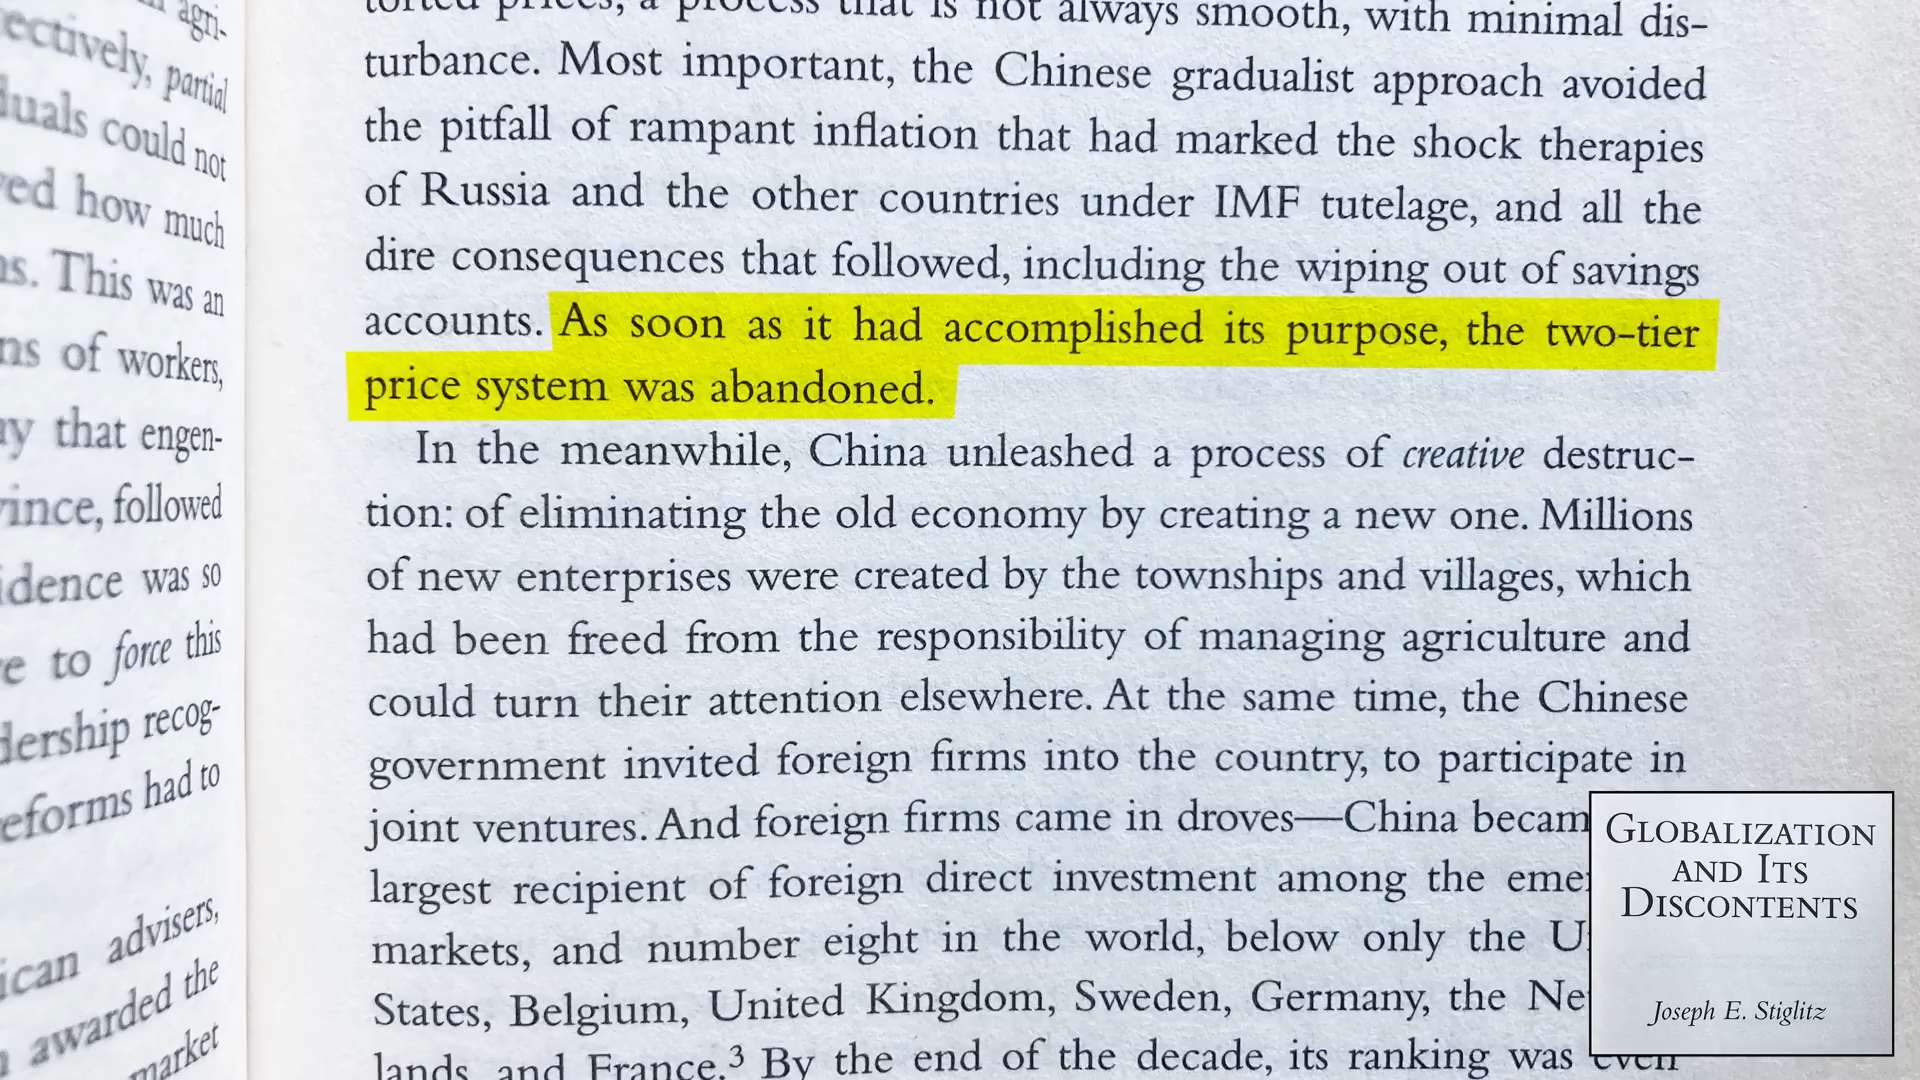 agri-
ectively, partial
duals could not
ved how much
ns. This was an
ns of workers,
ay that engen-
vince, followed
idence was so
e to force this
dership recog-
eforms had to
ican advisers,
awarded the
market
torted prices, a process that is not always smooth, with minimal dis-
turbance. Most important, the Chinese gradualist approach avoided
the pitfall of rampant inflation that had marked the shock therapies
of Russia and the other countries under IMF tutelage, and all the
dire consequences that followed, including the wiping out of savings
accounts. As soon as it had accomplished its purpose, the two-tier
price system was abandoned.
In the meanwhile, China unleashed a process of creative destruc-
tion: of eliminating the old economy by creating a new one. Millions
of new enterprises were created by the townships and villages, which
had been freed from the responsibility of managing agriculture and
could turn their attention elsewhere. At the same time, the Chinese
government invited foreign firms into the country, to participate in
joint ventures. And foreign firms came in droves—China becam
largest recipient of foreign direct investment among the eme
markets, and number eight in the world, below only the U
States, Belgium, United Kingdom, Sweden, Germany, the Ne
lands, and France.3 By the end of the decade, its ranking was even
GLOBALIZATION
AND ITS
DISCONTENTS
Joseph E. Stiglitz